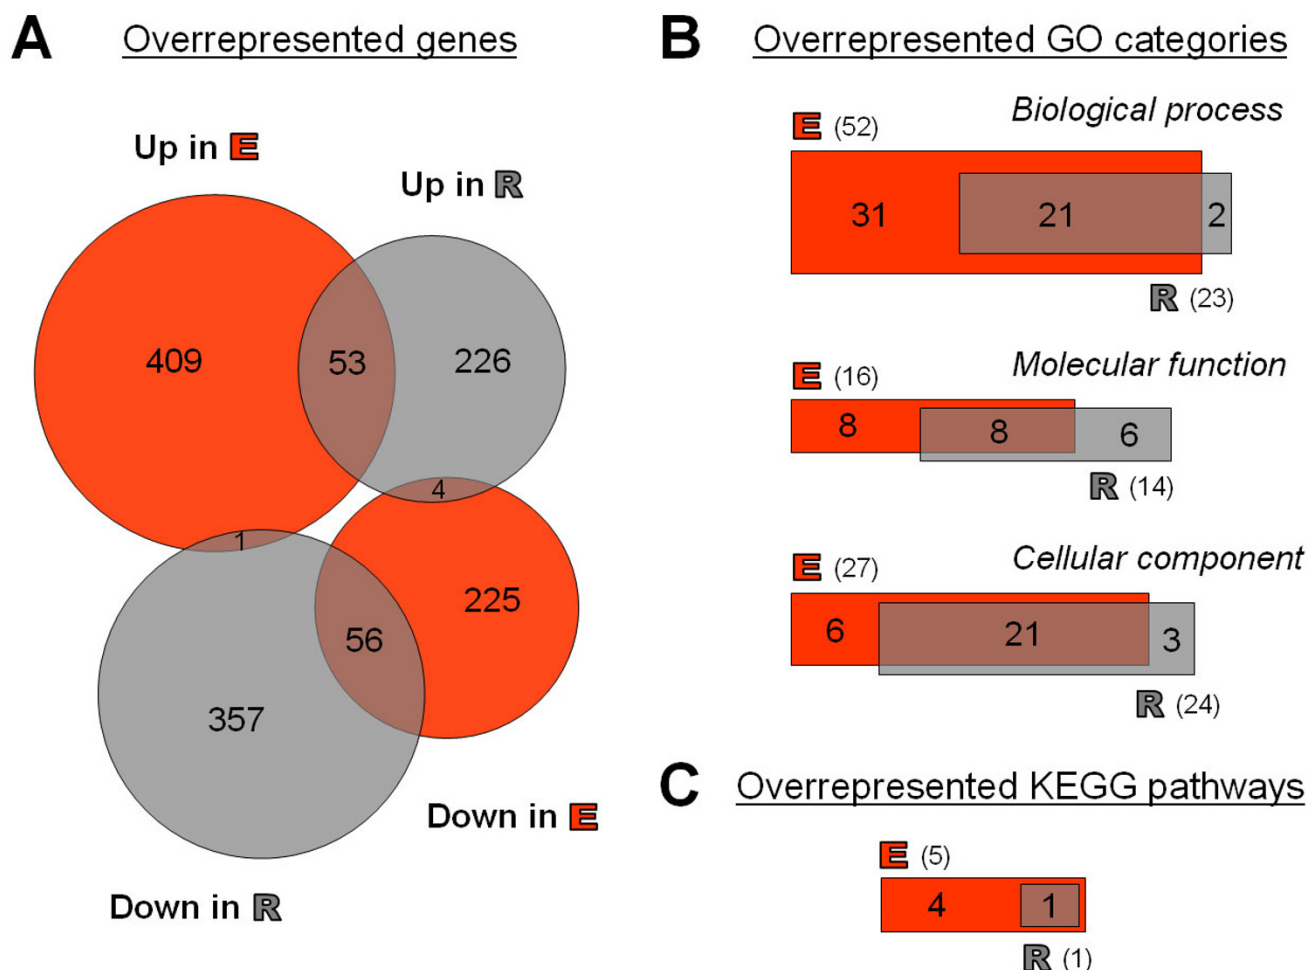 A Overrepresented genes
Up in E
Up in R
409
53
226
4
1
225
56
357
Down in E
Down in R
B Overrepresented GO categories
Biological process
E (52)
31
21
2
R (23)
Molecular function
E (16)
8
8
6
R (14)
Cellular component
E (27)
6
21
3
R (24)
C Overrepresented KEGG pathways
E (5)
4
1
R (1)